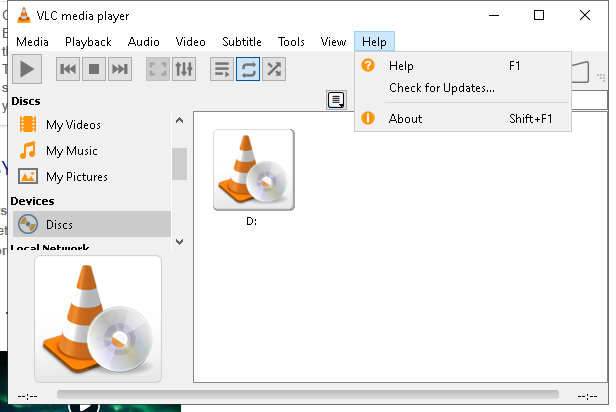 VLC media player
Media Playback Audio Video Subtitle Tools View Help
Help F1
Check for Updates...
About Shift+F1
Discs
My Videos
My Music
My Pictures
Devices
Discs
Local Network
D:
--:-- --:--